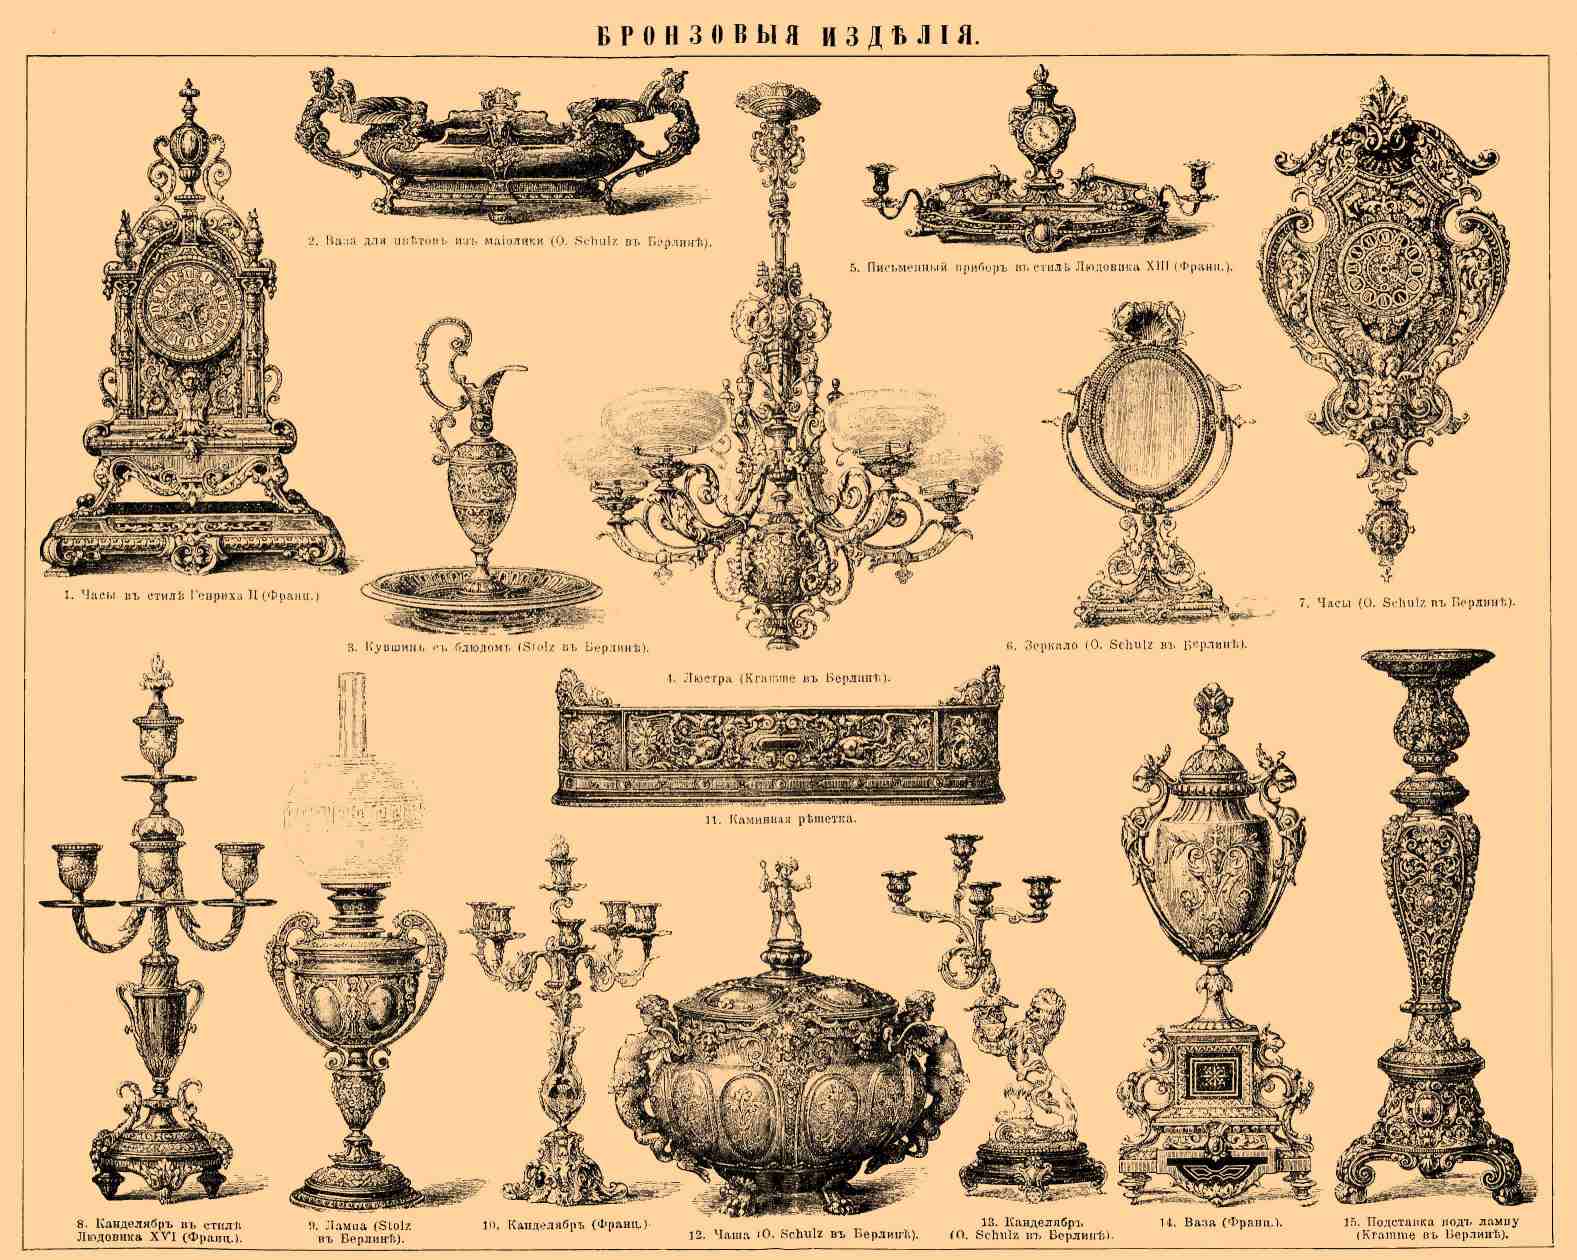 БРОНЗОВЫЯ ИЗДѢЛІЯ.
2. Ваза для цвѣтовъ изъ маіолики (O. Schulz въ Берлинѣ).
5. Письменный приборъ въ стилѣ Людовика XIII (Франц.).
1. Часы въ стилѣ Генриха II (Франц.)
7. Часы (O. Schulz въ Берлинѣ).
3. Кувшинъ съ блюдомъ (Stolz въ Берлинѣ).
6. Зеркало (O. Schulz въ Берлинѣ).
4. Люстра (Kramme въ Берлинѣ).
11. Каминная рѣшетка.
8. Канделябръ въ стилѣ
Людовика XVI (Франц.).
9. Лампа (Stolz
въ Берлинѣ).
10. Канделябръ (Франц.)
12. Чаша (O. Schulz въ Берлинѣ).
13. Канделябръ
(O. Schulz въ Берлинѣ).
14. Ваза (Франц.).
15. Подставка подъ лампу
(Kramme въ Берлинѣ).